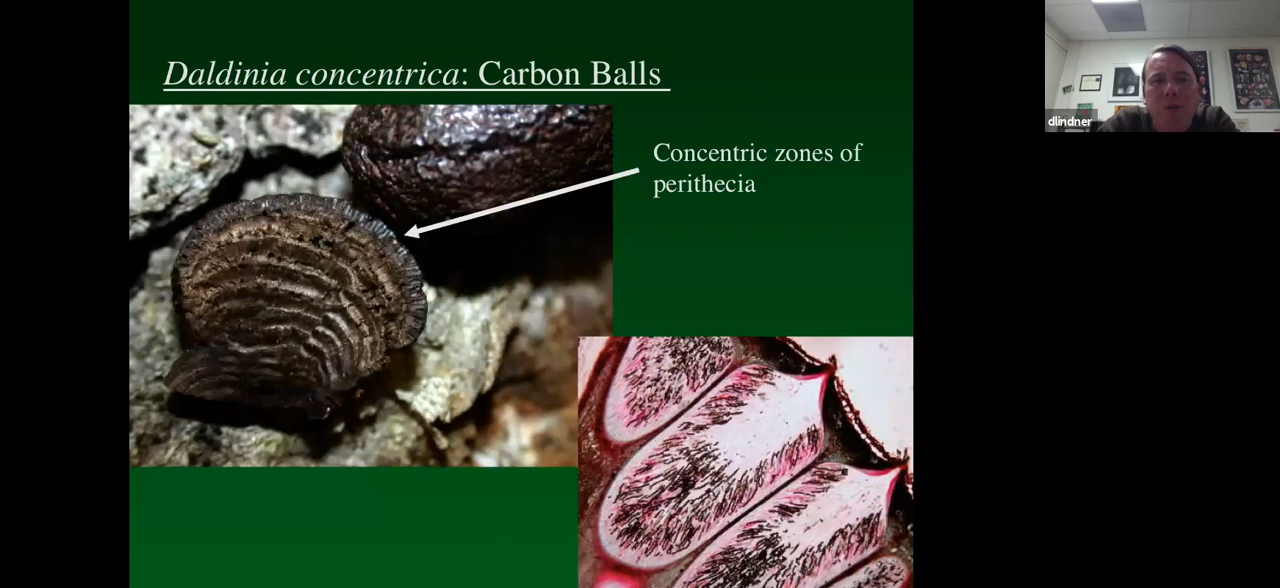 Daldinia concentrica: Carbon Balls
Concentric zones of
perithecia
dlindner